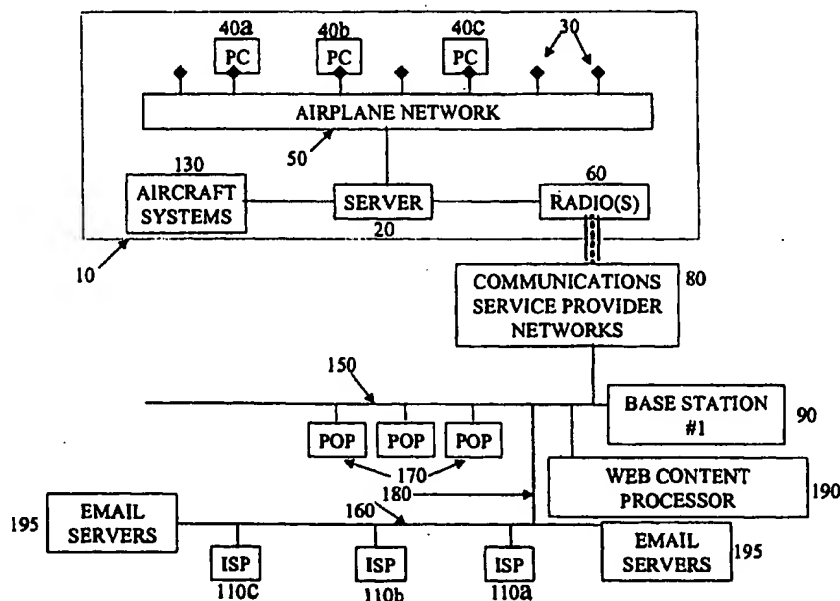 40a
40b
40c
30
PC
PC
PC
AIRPLANE NETWORK
50
130
60
AIRCRAFT
SYSTEMS
SERVER
RADIO(S)
20
10
COMMUNICATIONS
SERVICE PROVIDER
NETWORKS
80
150
BASE STATION
#1
90
POP
POP
POP
170
180
WEB CONTENT
PROCESSOR
190
160
195
EMAIL
SERVERS
EMAIL
SERVERS
195
ISP
ISP
ISP
110c
110b
110a